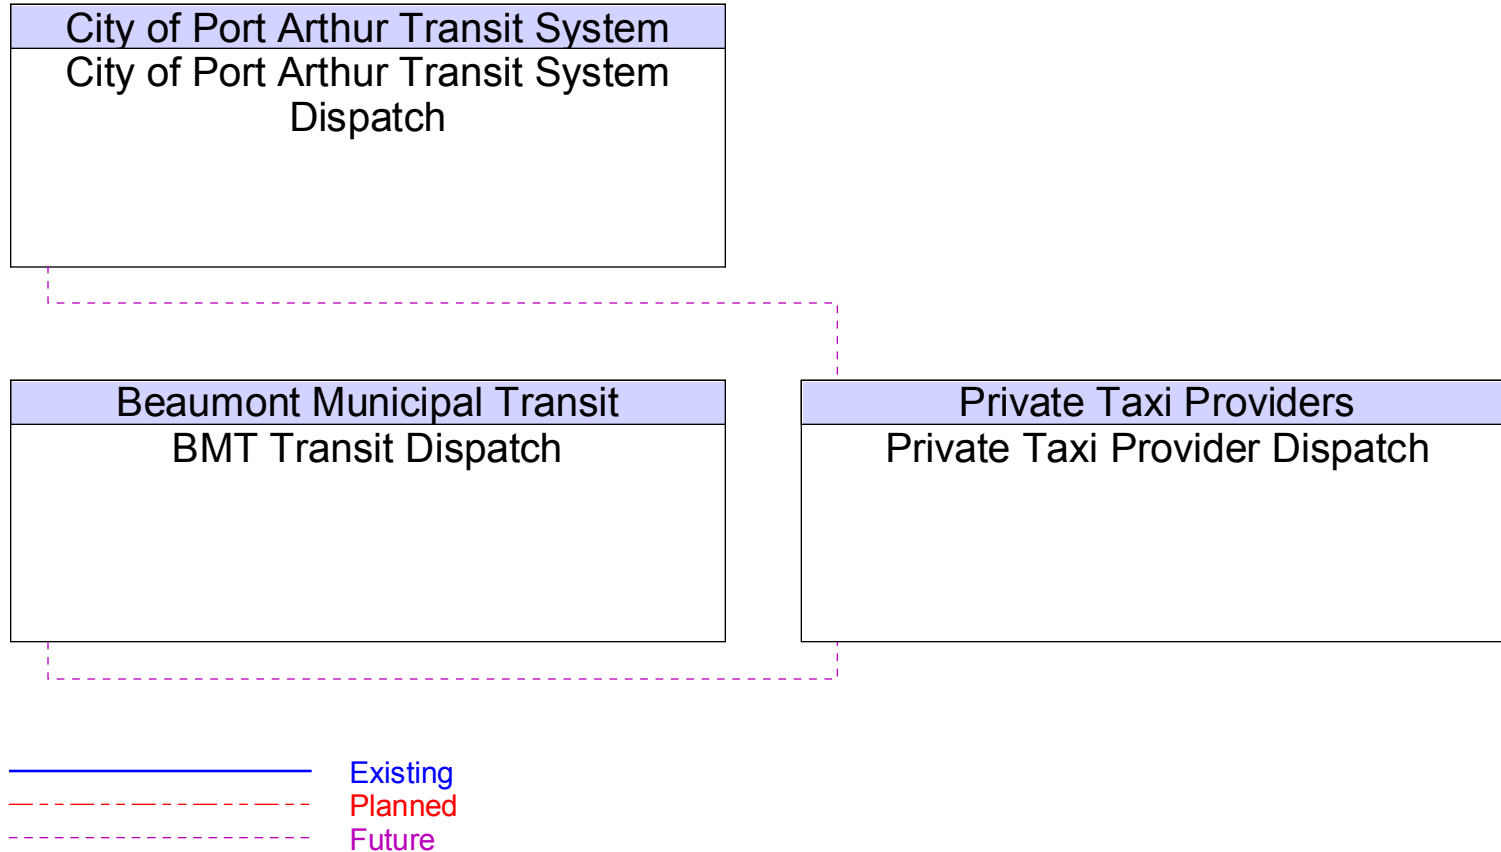 City of Port Arthur Transit System
City of Port Arthur Transit System
Dispatch
Beaumont Municipal Transit
BMT Transit Dispatch
Private Taxi Providers
Private Taxi Provider Dispatch
Existing
Planned
Future